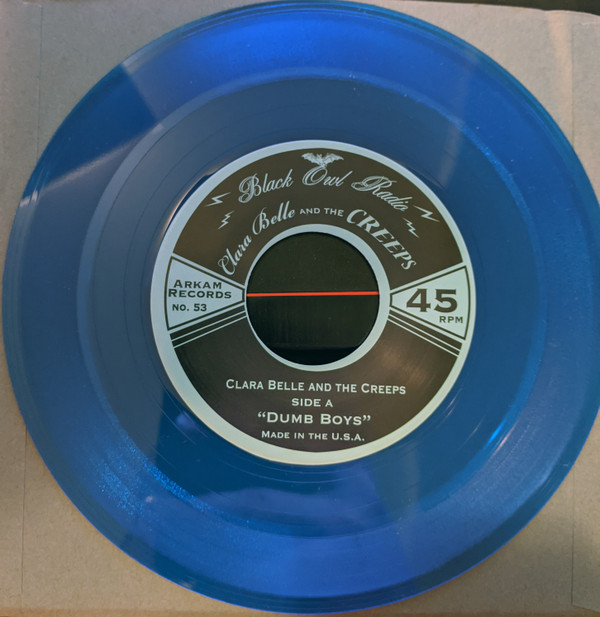 Black Owl Radio
Clara Belle AND THE CREEPS
ARKAM
RECORDS
NO. 53
45
RPM
CLARA BELLE AND THE CREEPS
SIDE A
“DUMB BOYS”
MADE IN THE U.S.A.